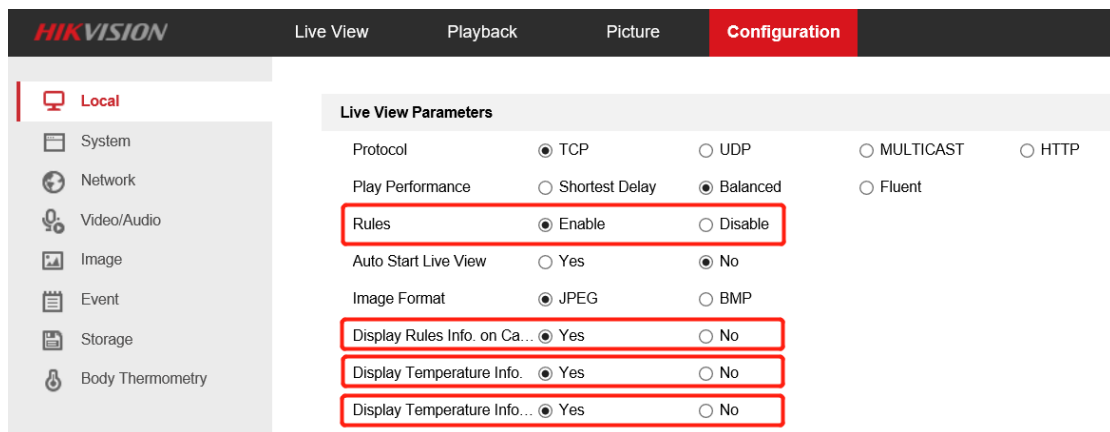 HIKVISION Live View Playback Picture Configuration
Local
System
Network
Video/Audio
Image
Event
Storage
Body Thermometry
Live View Parameters
Protocol TCP UDP MULTICAST HTTP
Play Performance Shortest Delay Balanced Fluent
Rules Enable Disable
Auto Start Live View Yes No
Image Format JPEG BMP
Display Rules Info. on Ca... Yes No
Display Temperature Info. Yes No
Display Temperature Info... Yes No